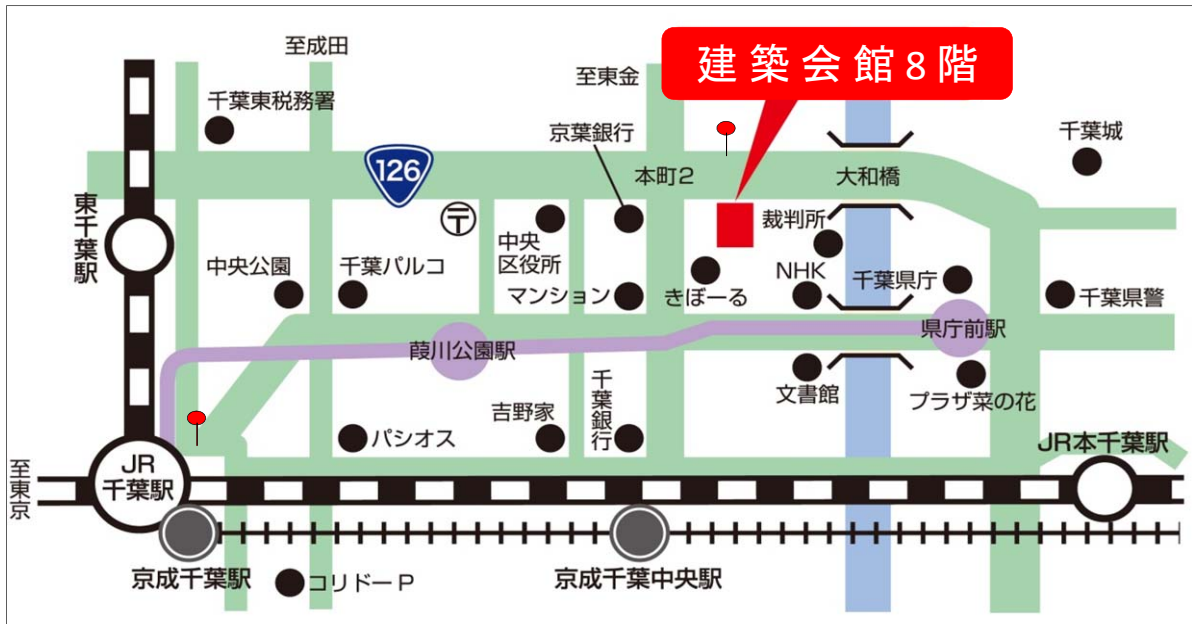 至成田
建築会館8階
至東金
千葉東税務署
京葉銀行
千葉城
126
本町2
大和橋
東千葉駅
〒
中央
区役所
裁判所
中央公園
千葉パルコ
マンション
きぼーる
NHK
千葉県庁
千葉県警
葭川公園駅
県庁前駅
吉野家
千葉銀行
文書館
プラザ菜の花
パシオス
JR本千葉駅
至東京
JR
千葉駅
京成千葉駅
コリドーP
京成千葉中央駅